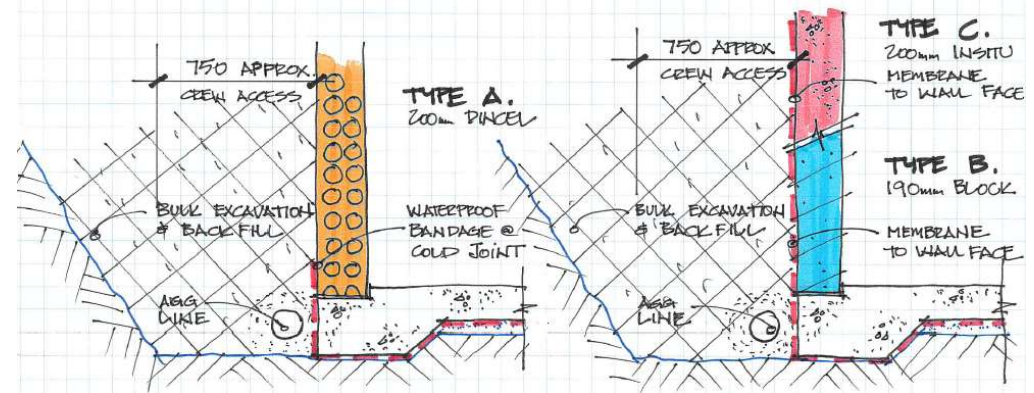 750 APPROX.
CREW ACCESS
TYPE A.
200mm DINCEL
BULK EXCAVATION
& BACKFILL
WATERPROOF
BANDAGE @
COLD JOINT
AGG
LINE
750 APPROX
CREW ACCESS
TYPE C.
200mm INSITU
MEMBRANE
TO WALL FACE
TYPE B.
190mm BLOCK
BULK EXCAVATION
& BACKFILL
MEMBRANE
TO WALL FACE
AGG
LINE